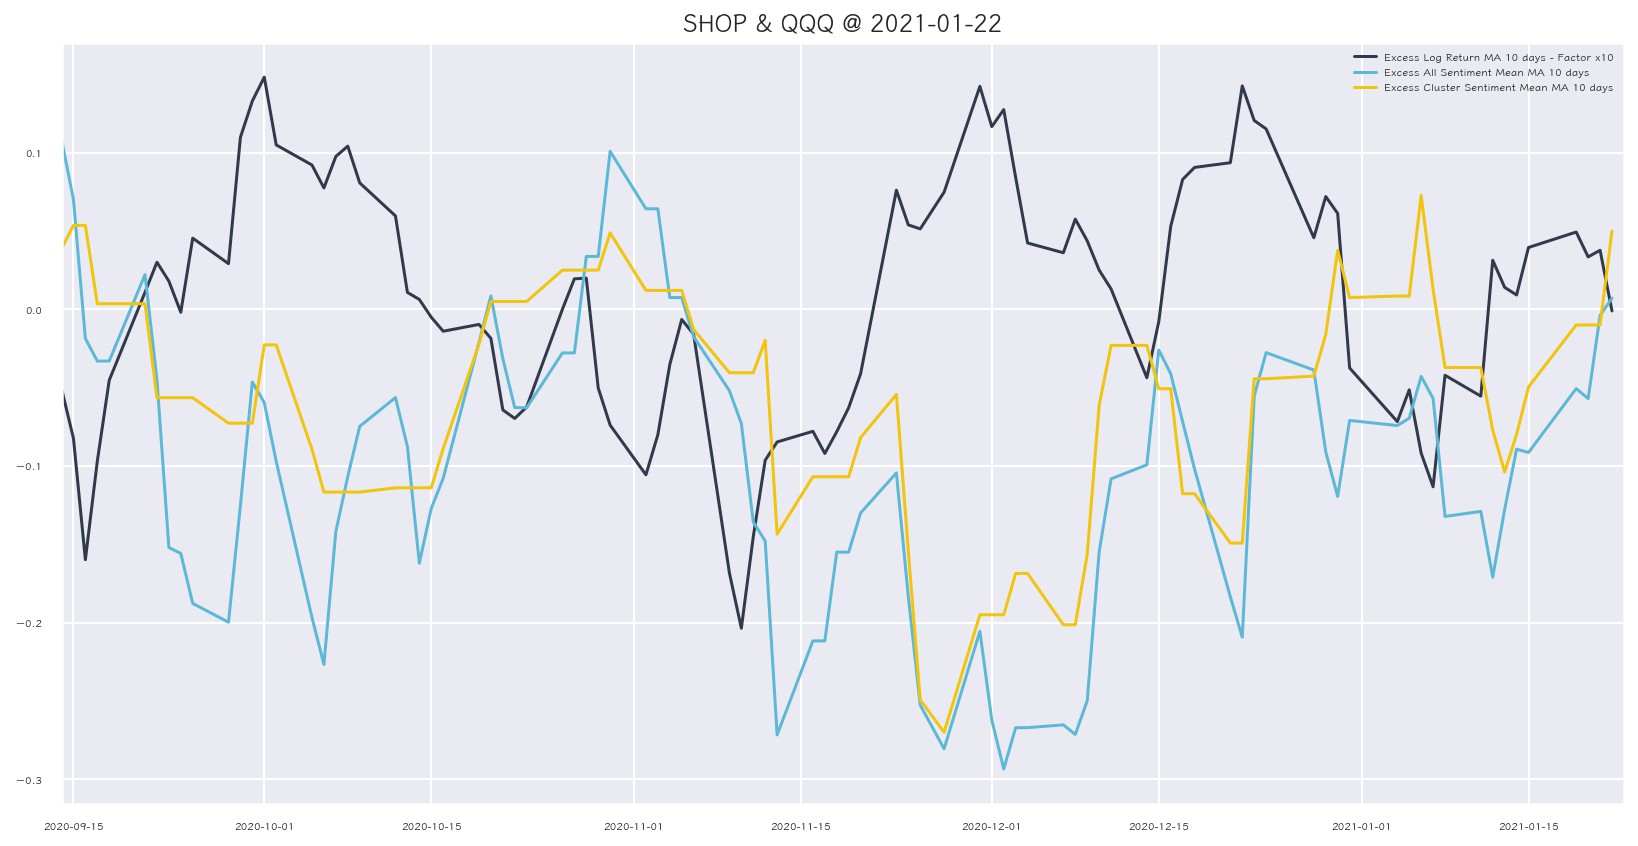 SHOP & QQQ @ 2021-01-22
Excess Log Return MA 10 days - Factor x10
Excess All Sentiment Mean MA 10 days
Excess Cluster Sentiment Mean MA 10 days
0.1
0.0
−0.1
−0.2
−0.3
2020-09-15 2020-10-01 2020-10-15 2020-11-01 2020-11-15 2020-12-01 2020-12-15 2021-01-01 2021-01-15